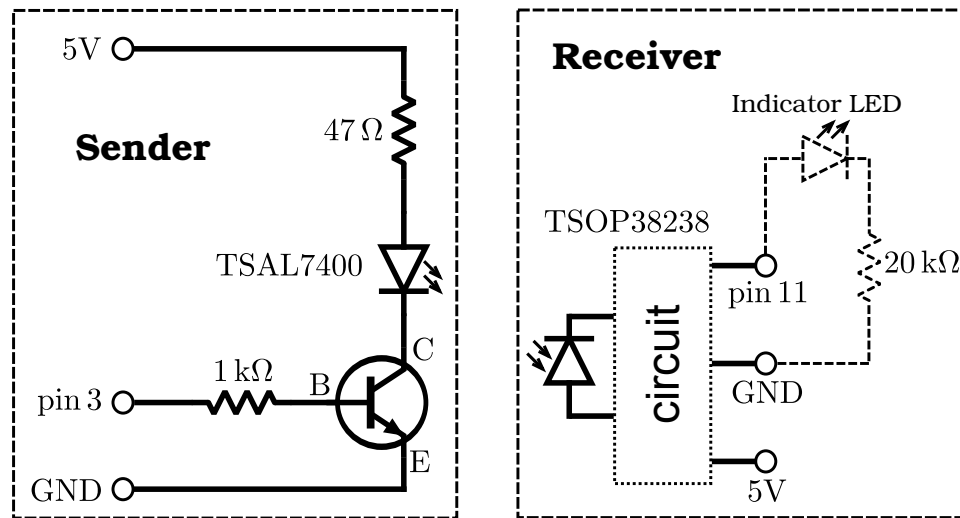 5V
Sender
47 Ω
TSAL7400
C
1 kΩ
B
pin 3
E
GND
Receiver
Indicator LED
TSOP38238
20 kΩ
pin 11
circuit
GND
5V